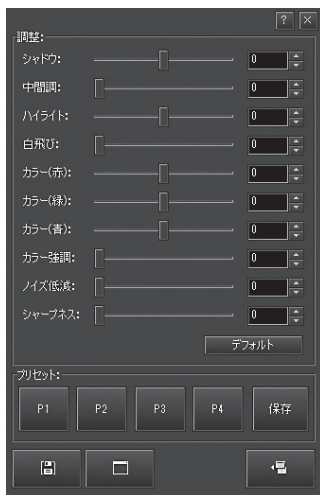 ?
調整:
シャドウ: 0
中間調: 0
ハイライト: 0
白飛び: 0
カラー(赤): 0
カラー(緑): 0
カラー(青): 0
カラー強調: 0
ノイズ低減: 0
シャープネス: 0
デフォルト
プリセット:
P1 P2 P3 P4 保存